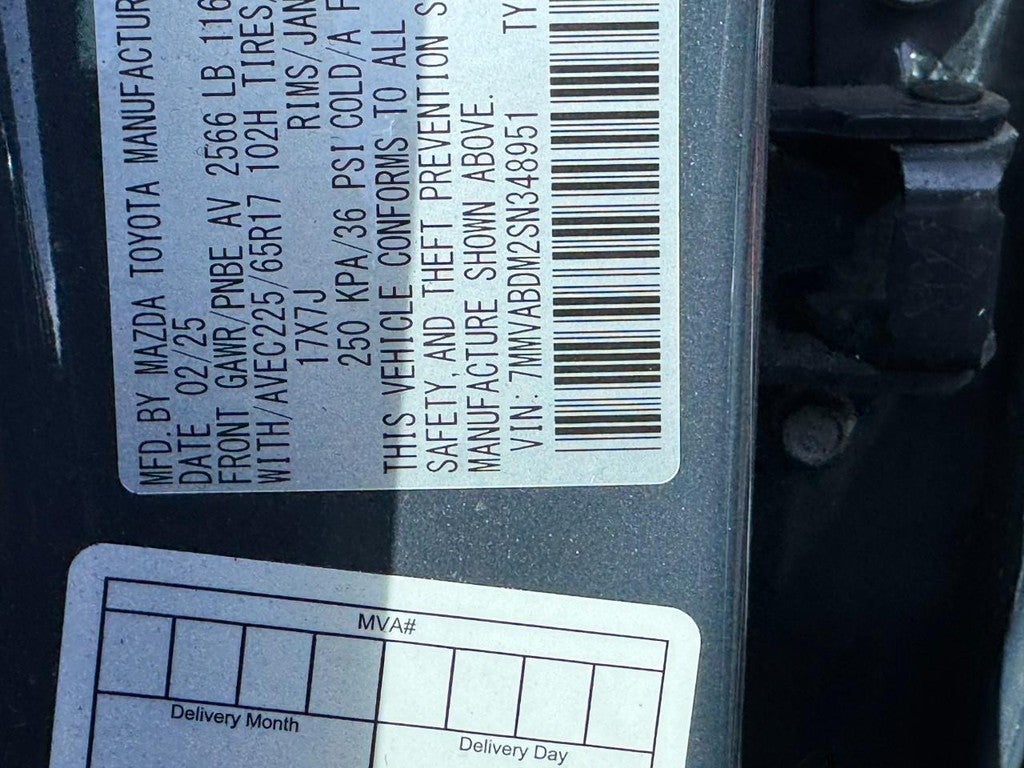 MFD. BY MAZDA TOYOTA MANUFACTUR
DATE 02/25
FRONT GAWR/PNBE AV 2566 LB 116
WITH/AVEC225/65R17 102H TIRES,
17X7J RIMS/JAN
250 KPA/36 PSI COLD/A F
THIS VEHICLE CONFORMS TO ALL
SAFETY, AND THEFT PREVENTION S
MANUFACTURE SHOWN ABOVE.
VIN: 7MMVABDM2SN348951 TY
MVA#
Delivery Month
Delivery Day